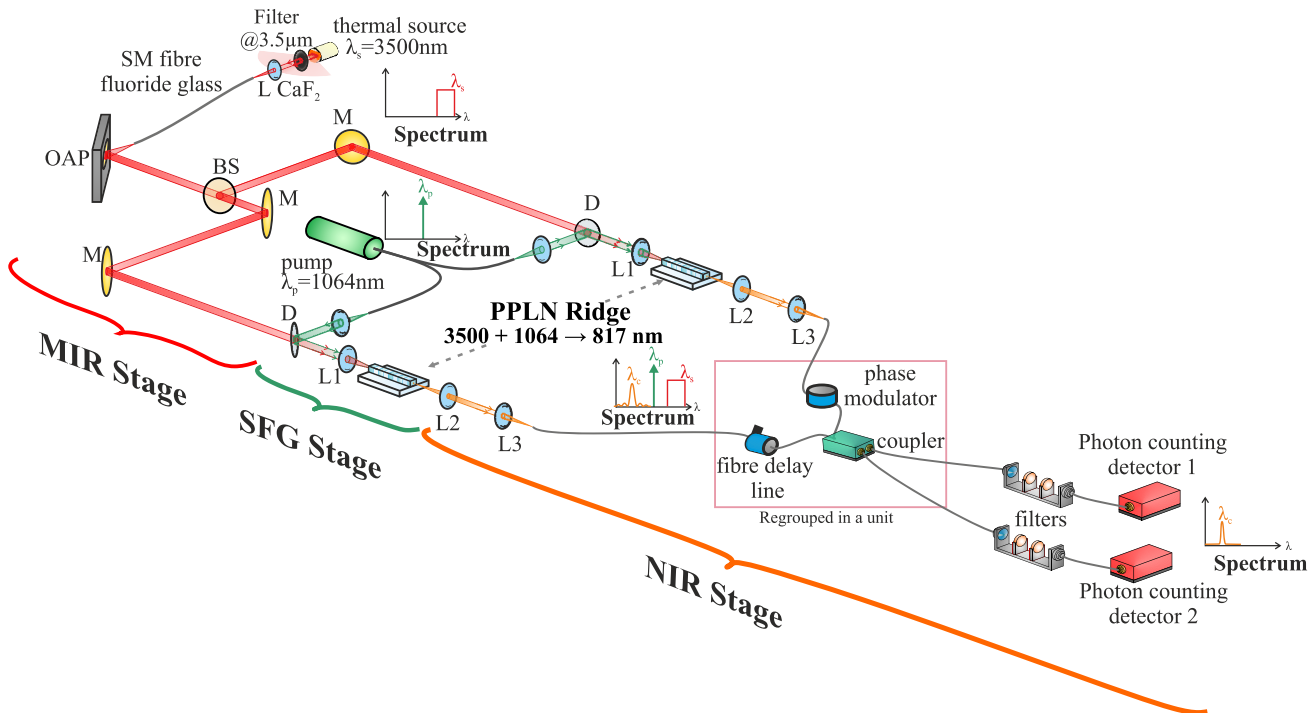 Filter
@3.5µm
thermal source
λs=3500nm
SM fibre
fluoride glass
L CaF2
λs
λ
Spectrum
M
OAP
BS
M
λp
D
λ
Spectrum
M
pump
λp=1064nm
L1
PPLN Ridge
3500 + 1064 → 817 nm
L2
L3
D
L1
λc
λp
λs
λ
Spectrum
phase
modulator
MIR Stage
L2
L3
coupler
fibre delay
line
Regrouped in a unit
Photon counting
detector 1
SFG Stage
filters
λc
λ
Spectrum
Photon counting
detector 2
NIR Stage